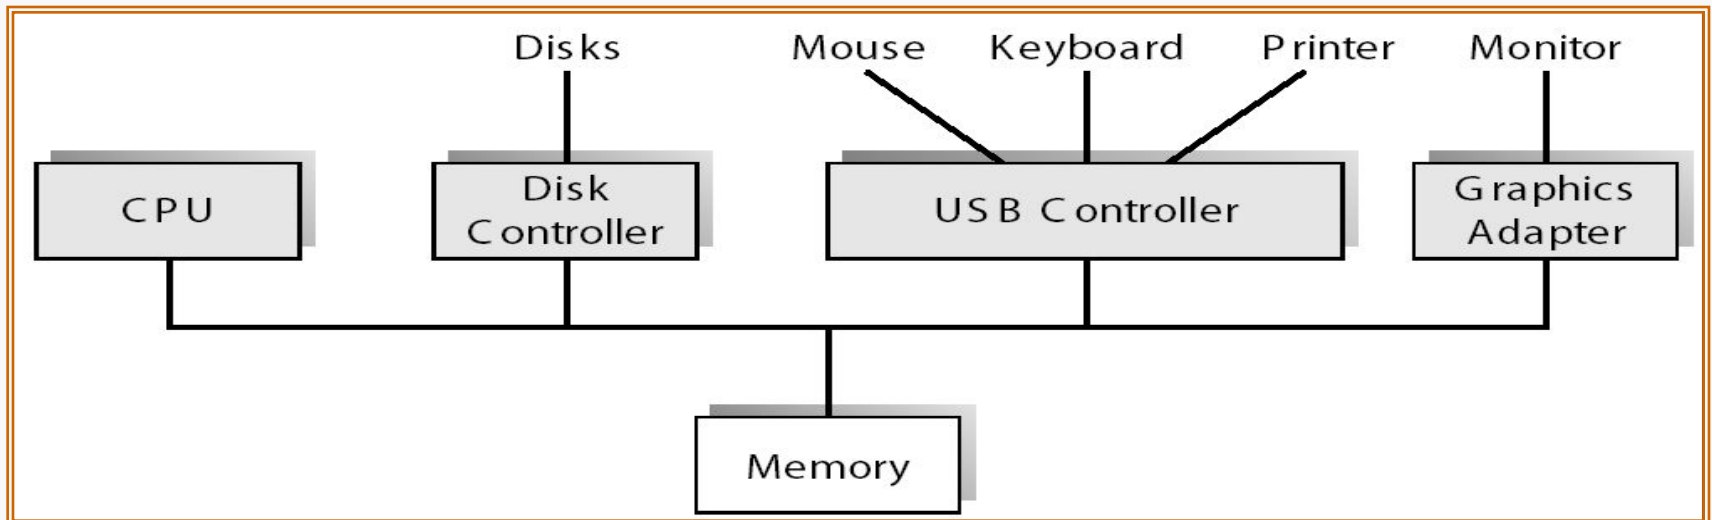 Disks
Mouse
Keyboard
Printer
Monitor
CPU
Disk
Controller
USB Controller
Graphics
Adapter
Memory